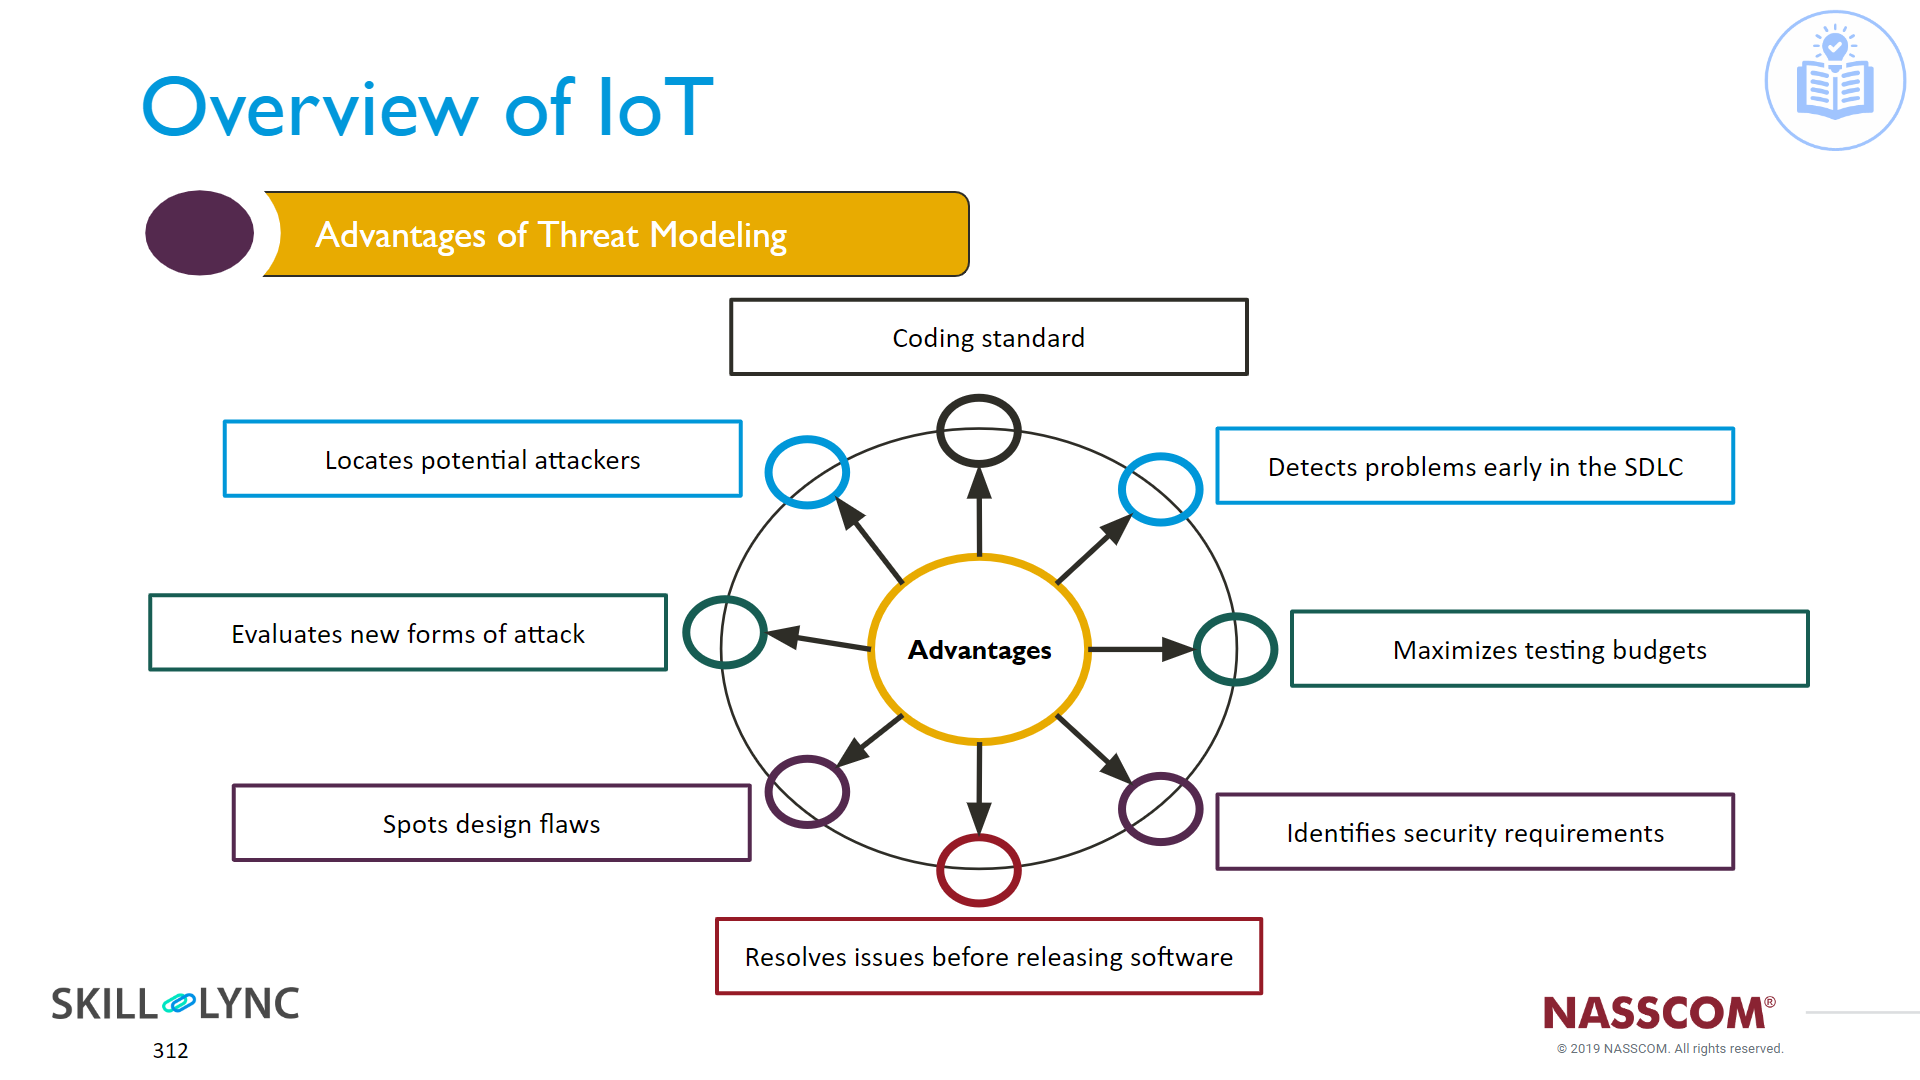 Overview of IoT
Advantages of Threat Modeling
Coding standard
Locates potential attackers
Detects problems early in the SDLC
Evaluates new forms of attack
Advantages
Maximizes testing budgets
Spots design flaws
Identifies security requirements
Resolves issues before releasing software
SKILL LYNC
NASSCOM®
312
© 2019 NASSCOM. All rights reserved.